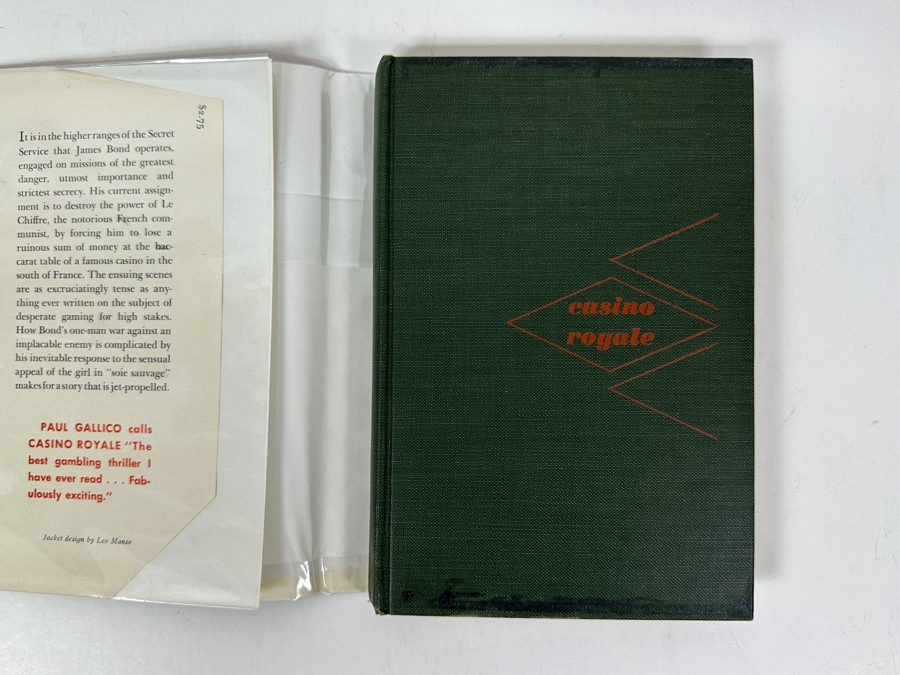 $2.75
It is in the higher ranges of the Secret
Service that James Bond operates,
engaged on missions of the greatest
danger, utmost importance and
strictest secrecy. His current assign-
ment is to destroy the power of Le
Chiffre, the notorious French com-
munist, by forcing him to lose a
ruinous sum of money at the bac-
carat table of a famous casino in the
south of France. The ensuing scenes
are as excruciatingly tense as any-
thing ever written on the subject of
desperate gaming for high stakes.
How Bond's one-man war against an
implacable enemy is complicated by
his inevitable response to the sensual
appeal of the girl in "soie sauvage"
makes for a story that is jet-propelled.
PAUL GALLICO calls
CASINO ROYALE "The
best gambling thriller I
have ever read . . . Fab-
ulously exciting."
Jacket design by Leo Manso
casino
royale